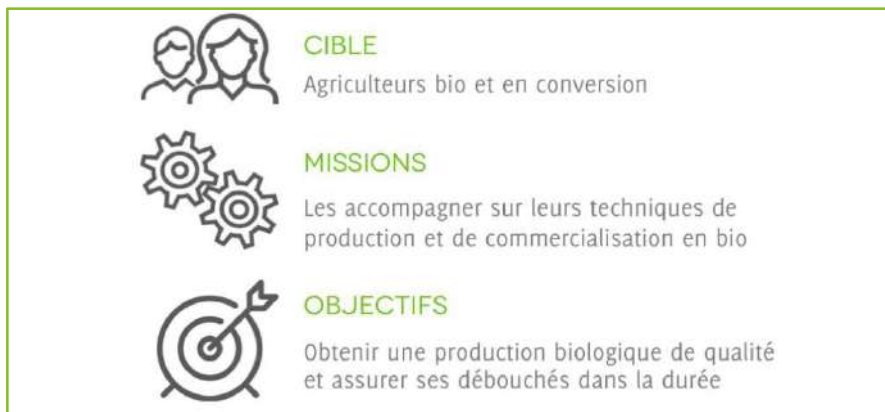 CIBLE
Agriculteurs bio et en conversion
MISSIONS
Les accompagner sur leurs techniques de
production et de commercialisation en bio
OBJECTIFS
Obtenir une production biologique de qualité
et assurer ses débouchés dans la durée